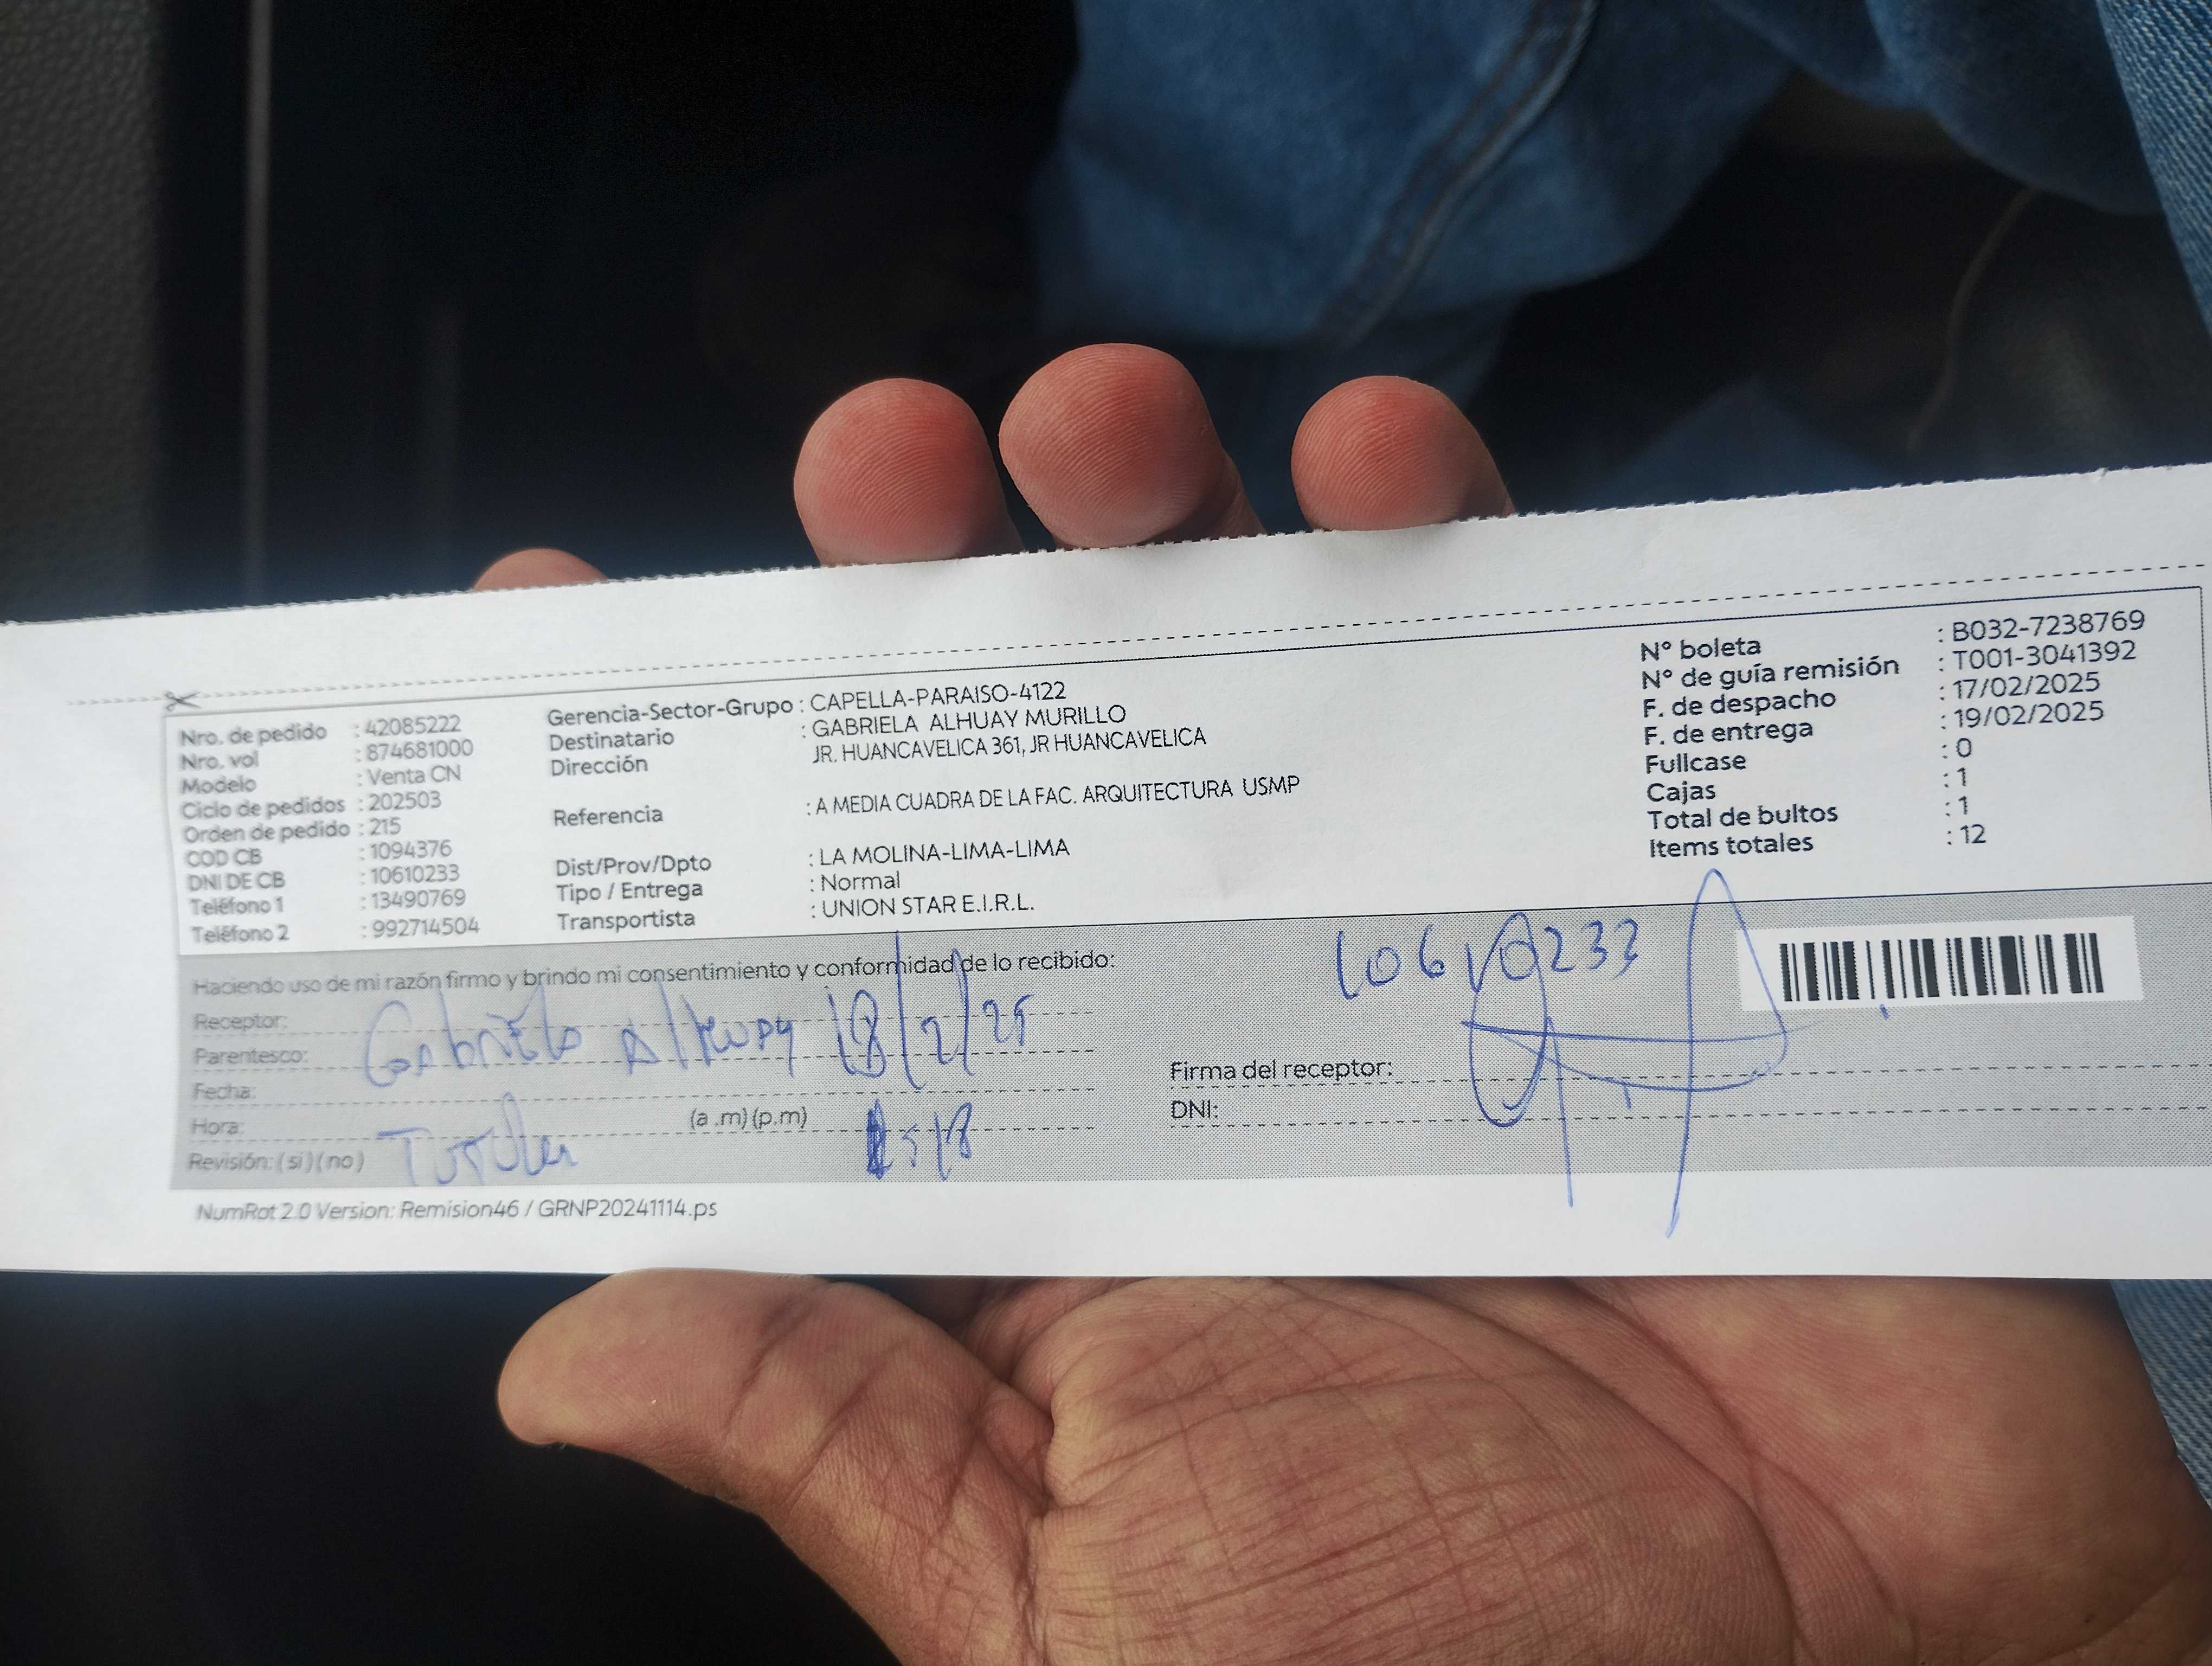 Nro. de pedido : 42085222
Nro. vol : 874681000
Modelo : Venta CN
Ciclo de pedidos : 202503
Orden de pedido : 215
COD CB : 1094376
DNI DE CB : 10610233
Teléfono 1 : 13490769
Teléfono 2 : 992714504
Gerencia-Sector-Grupo : CAPELLA-PARAISO-4122
Destinatario : GABRIELA ALHUAY MURILLO
Dirección JR. HUANCAVELICA 361, JR HUANCAVELICA
Referencia : A MEDIA CUADRA DE LA FAC. ARQUITECTURA USMP
Dist/Prov/Dpto : LA MOLINA-LIMA-LIMA
Tipo / Entrega : Normal
Transportista : UNION STAR E.I.R.L.
N° boleta : B032-7238769
N° de guía remisión : T001-3041392
F. de despacho : 17/02/2025
F. de entrega : 19/02/2025
Fullcase : 0
Cajas : 1
Total de bultos : 1
Items totales : 12
Haciendo uso de mi razón firmo y brindo mi consentimiento y conformidad de lo recibido:
Receptor:
Parentesco: Gabriela Alhuay 18/2/25
Fecha:
Hora: (a .m) (p.m)
Revisión: ( si ) ( no )
10610233
Firma del receptor:
DNI:
NumRot 2.0 Version: Remision46 / GRNP20241114.ps